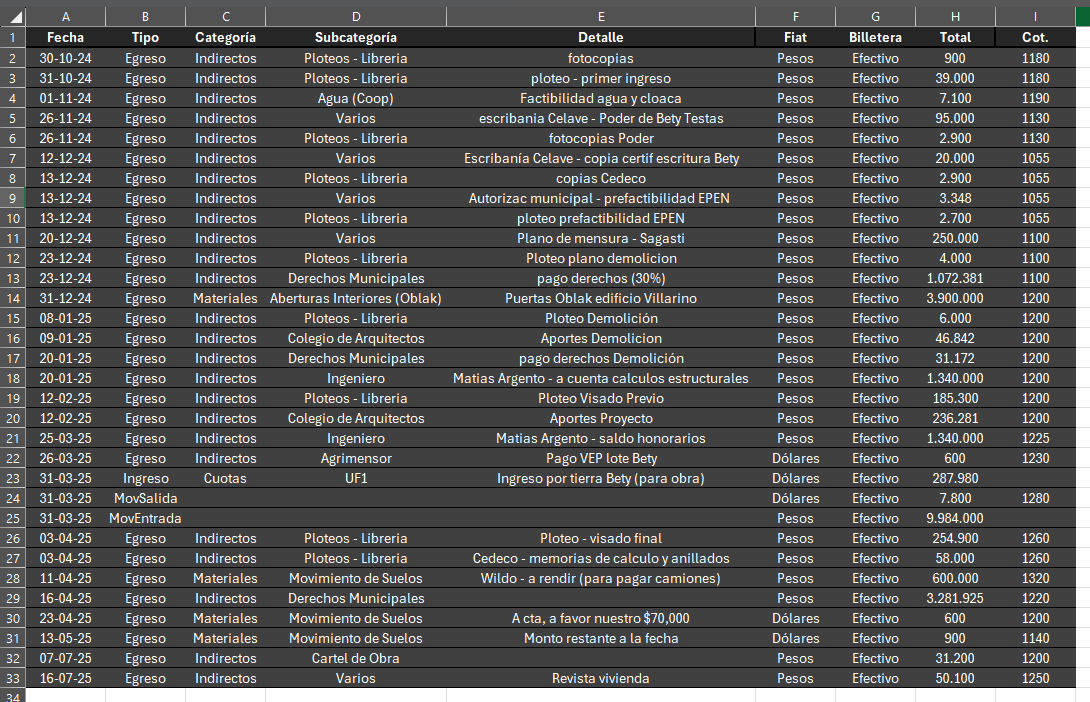 A B C D E F G H I
1 Fecha Tipo Categoría Subcategoría Detalle Fiat Billetera Total Cot.
2 30-10-24 Egreso Indirectos Ploteos - Libreria fotocopias Pesos Efectivo 900 1180
3 31-10-24 Egreso Indirectos Ploteos - Libreria ploteo - primer ingreso Pesos Efectivo 39.000 1180
4 01-11-24 Egreso Indirectos Agua (Coop) Factibilidad agua y cloaca Pesos Efectivo 7.100 1190
5 26-11-24 Egreso Indirectos Varios escribania Celave - Poder de Bety Testas Pesos Efectivo 95.000 1130
6 26-11-24 Egreso Indirectos Ploteos - Libreria fotocopias Poder Pesos Efectivo 2.900 1130
7 12-12-24 Egreso Indirectos Varios Escribanía Celave - copia certif escritura Bety Pesos Efectivo 20.000 1055
8 13-12-24 Egreso Indirectos Ploteos - Libreria copias Cedeco Pesos Efectivo 2.900 1055
9 13-12-24 Egreso Indirectos Varios Autorizac municipal - prefactibilidad EPEN Pesos Efectivo 3.348 1055
10 13-12-24 Egreso Indirectos Ploteos - Libreria ploteo prefactibilidad EPEN Pesos Efectivo 2.700 1055
11 20-12-24 Egreso Indirectos Varios Plano de mensura - Sagasti Pesos Efectivo 250.000 1100
12 23-12-24 Egreso Indirectos Ploteos - Libreria Ploteo plano demolicion Pesos Efectivo 4.000 1100
13 23-12-24 Egreso Indirectos Derechos Municipales pago derechos (30%) Pesos Efectivo 1.072.381 1100
14 31-12-24 Egreso Materiales Aberturas Interiores (Oblak) Puertas Oblak edificio Villarino Pesos Efectivo 3.900.000 1200
15 08-01-25 Egreso Indirectos Ploteos - Libreria Ploteo Demolición Pesos Efectivo 6.000 1200
16 09-01-25 Egreso Indirectos Colegio de Arquitectos Aportes Demolicion Pesos Efectivo 46.842 1200
17 20-01-25 Egreso Indirectos Derechos Municipales pago derechos Demolición Pesos Efectivo 31.172 1200
18 20-01-25 Egreso Indirectos Ingeniero Matias Argento - a cuenta calculos estructurales Pesos Efectivo 1.340.000 1200
19 12-02-25 Egreso Indirectos Ploteos - Libreria Ploteo Visado Previo Pesos Efectivo 185.300 1200
20 12-02-25 Egreso Indirectos Colegio de Arquitectos Aportes Proyecto Pesos Efectivo 236.281 1200
21 25-03-25 Egreso Indirectos Ingeniero Matias Argento - saldo honorarios Pesos Efectivo 1.340.000 1225
22 26-03-25 Egreso Indirectos Agrimensor Pago VEP lote Bety Dólares Efectivo 600 1230
23 31-03-25 Ingreso Cuotas UF1 Ingreso por tierra Bety (para obra) Dólares Efectivo 287.980
24 31-03-25 MovSalida Dólares Efectivo 7.800 1280
25 31-03-25 MovEntrada Pesos Efectivo 9.984.000
26 03-04-25 Egreso Indirectos Ploteos - Libreria Ploteo - visado final Pesos Efectivo 254.900 1260
27 03-04-25 Egreso Indirectos Ploteos - Libreria Cedeco - memorias de calculo y anillados Pesos Efectivo 58.000 1260
28 11-04-25 Egreso Materiales Movimiento de Suelos Wildo - a rendir (para pagar camiones) Pesos Efectivo 600.000 1320
29 16-04-25 Egreso Indirectos Derechos Municipales Pesos Efectivo 3.281.925 1220
30 23-04-25 Egreso Materiales Movimiento de Suelos A cta, a favor nuestro $70,000 Dólares Efectivo 600 1200
31 13-05-25 Egreso Materiales Movimiento de Suelos Monto restante a la fecha Dólares Efectivo 900 1140
32 07-07-25 Egreso Indirectos Cartel de Obra Pesos Efectivo 31.200 1200
33 16-07-25 Egreso Indirectos Varios Revista vivienda Pesos Efectivo 50.100 1250
34